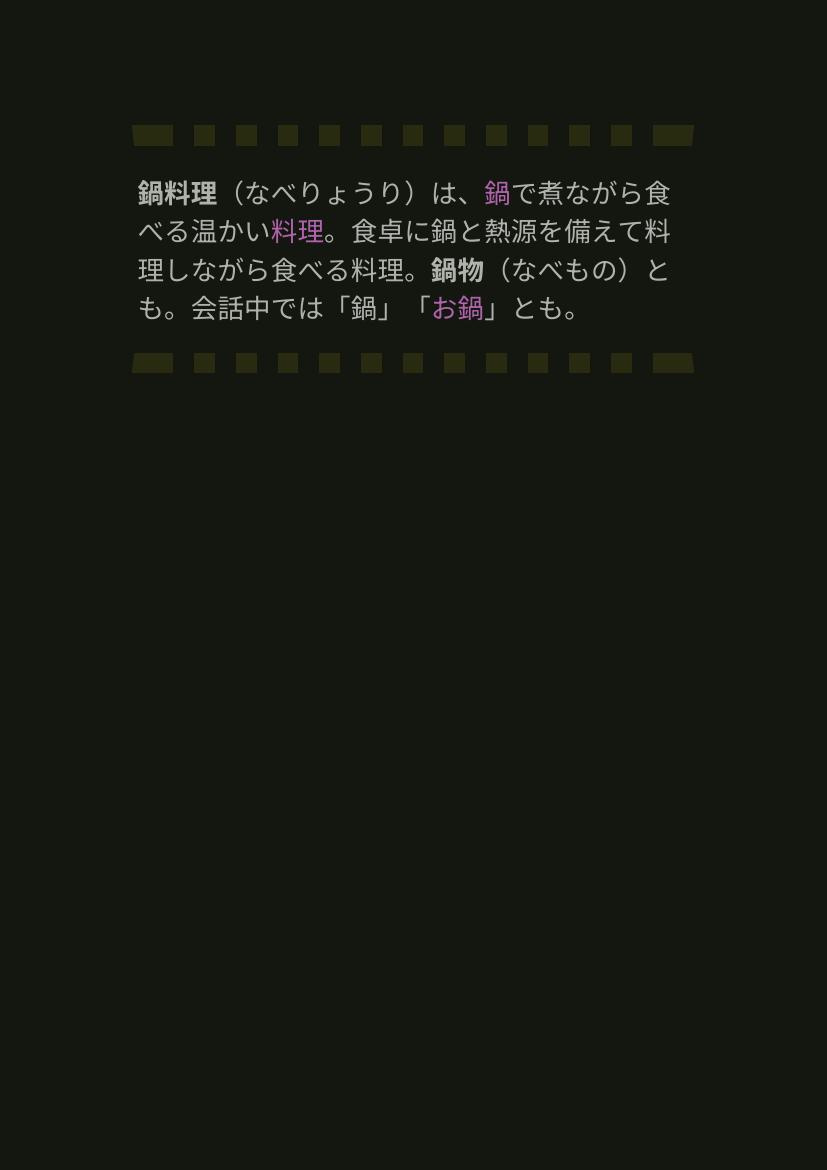 鍋料理（なべりょうり）は、鍋で煮ながら食
べる温かい料理。食卓に鍋と熱源を備えて料
理しながら食べる料理。鍋物（なべもの）と
も。会話中では「鍋」「お鍋」とも。